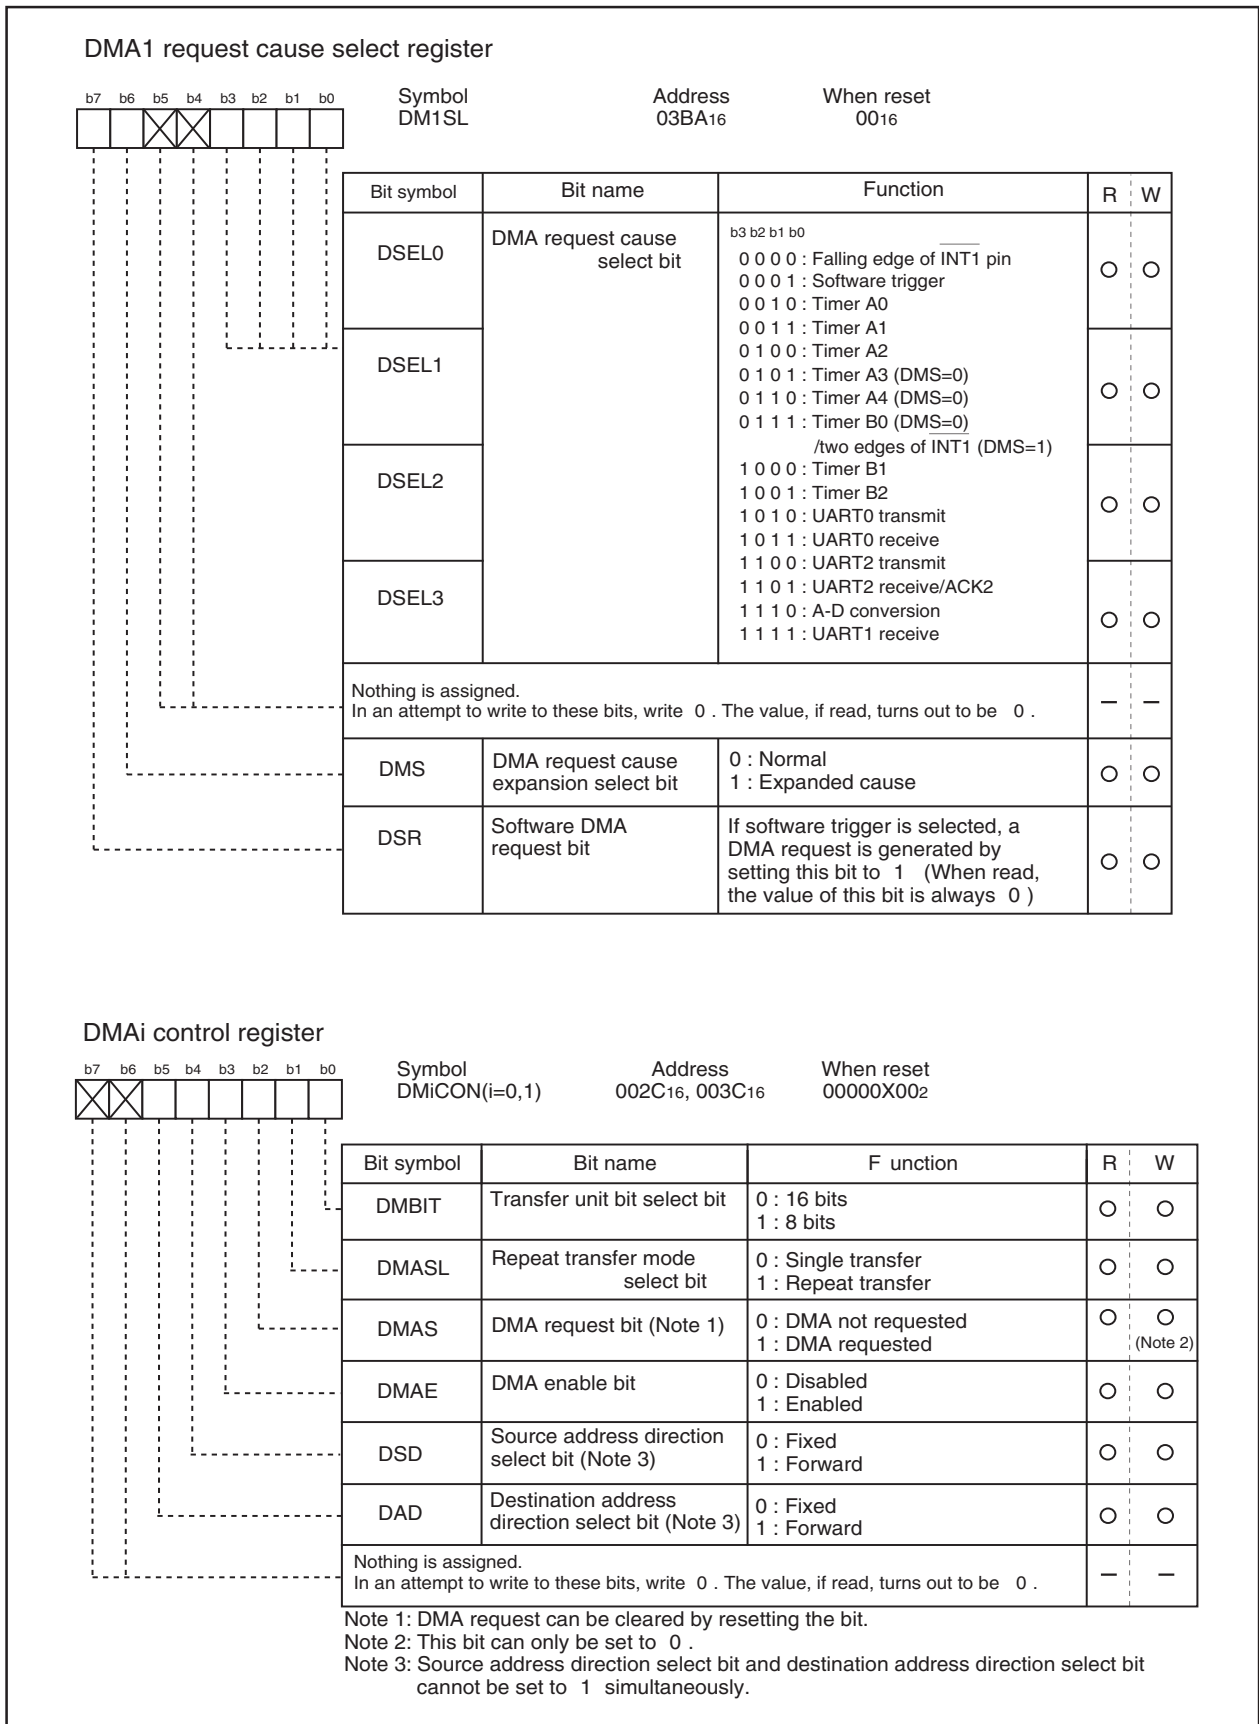 DMA1 request cause select register
b7 b6 b5 b4 b3 b2 b1 b0
Symbol Address When reset
DM1SL 03BA16 0016
Bit symbol Bit name Function R W
DSEL0 DMA request cause
select bit
b3 b2 b1 b0
0 0 0 0 : Falling edge of INT1 pin
0 0 0 1 : Software trigger
0 0 1 0 : Timer A0
0 0 1 1 : Timer A1
DSEL1
0 1 0 0 : Timer A2
0 1 0 1 : Timer A3 (DMS=0)
0 1 1 0 : Timer A4 (DMS=0)
0 1 1 1 : Timer B0 (DMS=0)
/two edges of INT1 (DMS=1)
DSEL2
1 0 0 0 : Timer B1
1 0 0 1 : Timer B2
1 0 1 0 : UART0 transmit
1 0 1 1 : UART0 receive
1 1 0 0 : UART2 transmit
DSEL3
1 1 0 1 : UART2 receive/ACK2
1 1 1 0 : A-D conversion
1 1 1 1 : UART1 receive
Nothing is assigned.
In an attempt to write to these bits, write 0 . The value, if read, turns out to be 0 .
DMS DMA request cause
expansion select bit
0 : Normal
1 : Expanded cause
DSR Software DMA
request bit
If software trigger is selected, a
DMA request is generated by
setting this bit to 1 (When read,
the value of this bit is always 0 )
DMAi control register
b7 b6 b5 b4 b3 b2 b1 b0
Symbol Address When reset
DMiCON(i=0,1) 002C16, 003C16 00000X002
Bit symbol Bit name F unction R W
DMBIT Transfer unit bit select bit
0 : 16 bits
1 : 8 bits
DMASL Repeat transfer mode
select bit
0 : Single transfer
1 : Repeat transfer
DMAS DMA request bit (Note 1)
0 : DMA not requested
1 : DMA requested
(Note 2)
DMAE DMA enable bit
0 : Disabled
1 : Enabled
DSD Source address direction
select bit (Note 3)
0 : Fixed
1 : Forward
DAD Destination address
direction select bit (Note 3)
0 : Fixed
1 : Forward
Nothing is assigned.
In an attempt to write to these bits, write 0 . The value, if read, turns out to be 0 .
Note 1: DMA request can be cleared by resetting the bit.
Note 2: This bit can only be set to 0 .
Note 3: Source address direction select bit and destination address direction select bit
cannot be set to 1 simultaneously.